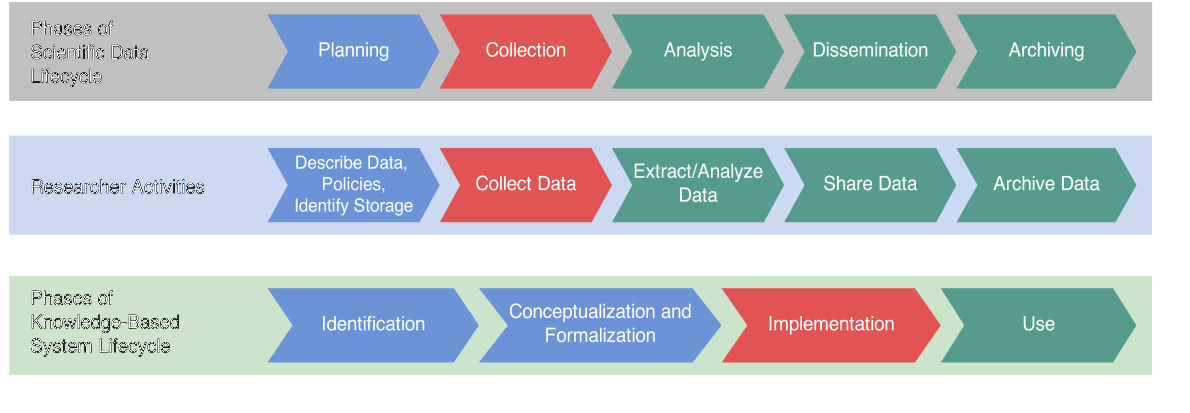 Phases of
Scientific Data
Lifecycle
Planning
Collection
Analysis
Dissemination
Archiving
Researcher Activities
Describe Data,
Policies,
Identify Storage
Collect Data
Extract/Analyze
Data
Share Data
Archive Data
Phases of
Knowledge-Based
System Lifecycle
Identification
Conceptualization and
Formalization
Implementation
Use